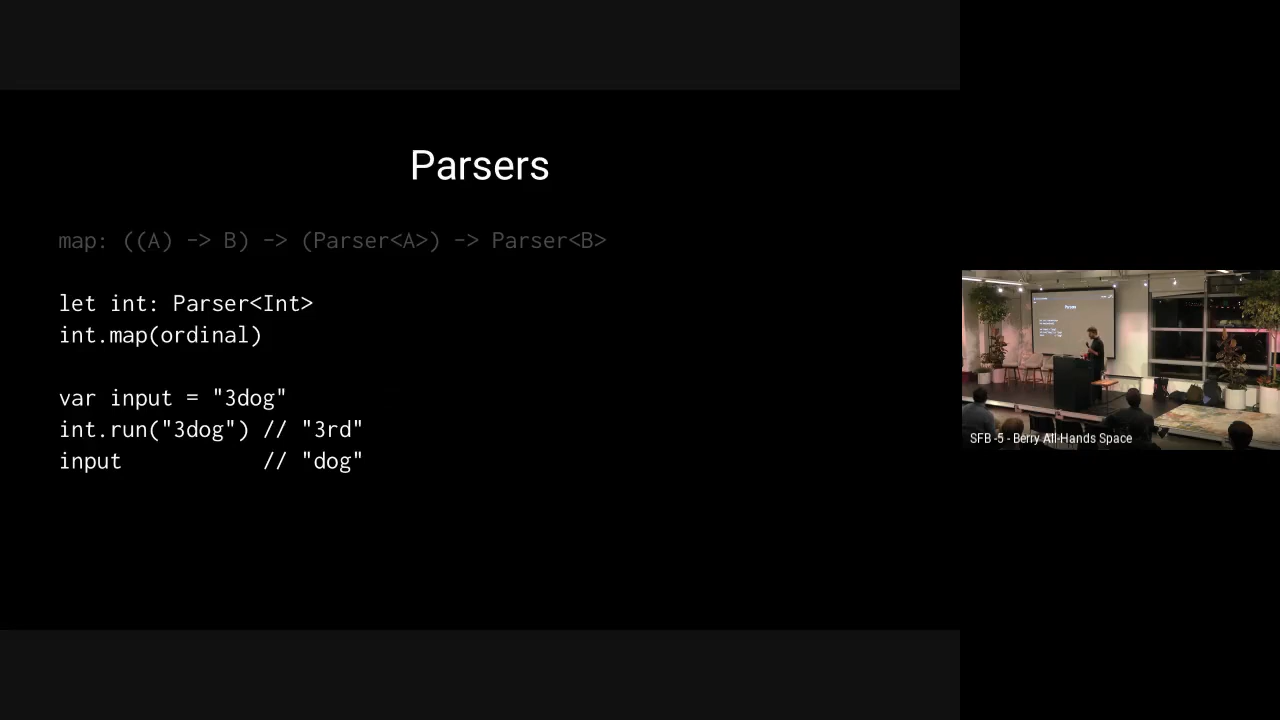 Parsers
map: ((A) -> B) -> (Parser<A>) -> Parser<B>
let int: Parser<Int>
int.map(ordinal)
var input = "3dog"
int.run("3dog") // "3rd"
input // "dog"
SFB -5 - Berry All-Hands Space